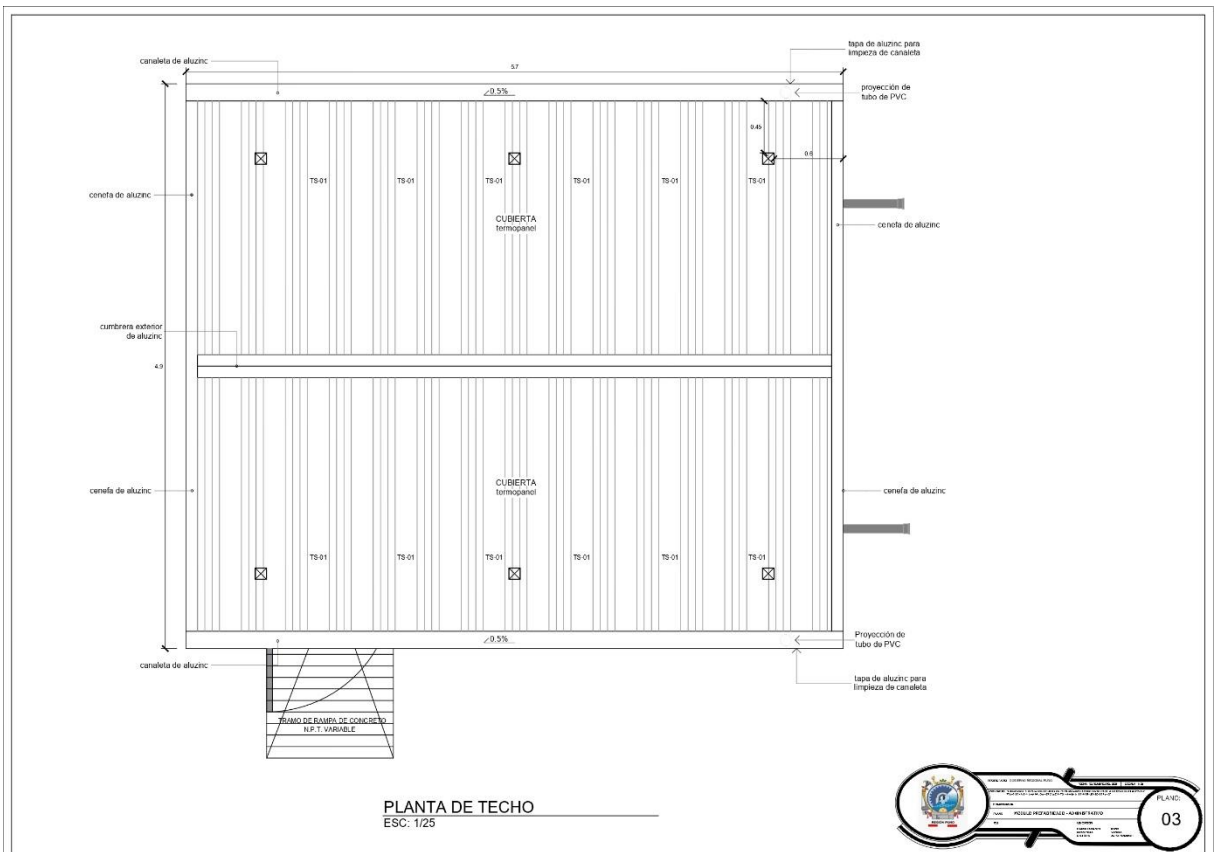 tapa de aluzinc para
limpieza de canaleta
canaleta de aluzinc
5.7
0.5%
proyección de
tubo de PVC
0.45
0.6
TS-01 TS-01 TS-01 TS-01 TS-01 TS-01
cenefa de aluzinc
CUBIERTA
termopanel
cenefa de aluzinc
cumbrera exterior
de aluzinc
4.9
CUBIERTA
termopanel
cenefa de aluzinc
cenefa de aluzinc
TS-01 TS-01 TS-01 TS-01 TS-01 TS-01
0.5%
Proyección de
tubo de PVC
canaleta de aluzinc
tapa de aluzinc para
limpieza de canaleta
TRAMO DE RAMPA DE CONCRETO
N.P.T. VARIABLE
PLANTA DE TECHO
ESC: 1/25
MÓDULO PREFABRICADO - ADMINISTRATIVO
PLANO:
03